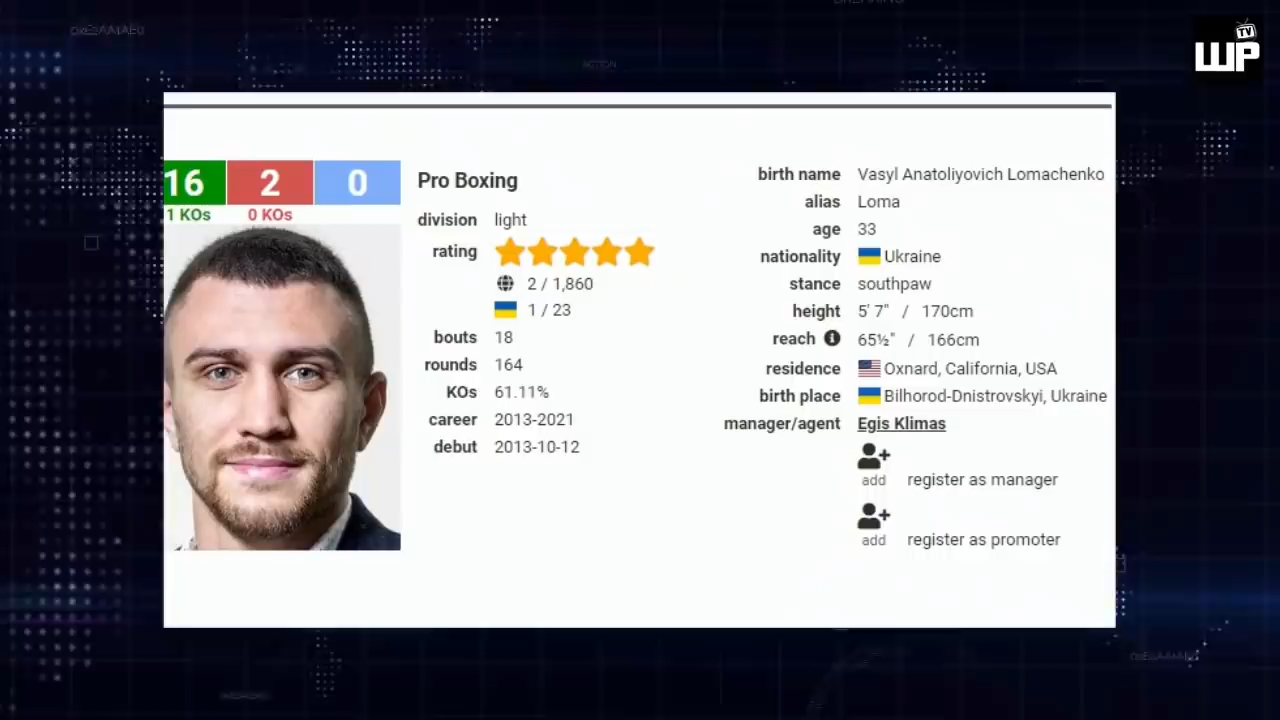 TV
ШР
16 2 0
1 KOs 0 KOs
Pro Boxing
division light
rating
2 / 1,860
1 / 23
bouts 18
rounds 164
KOs 61.11%
career 2013-2021
debut 2013-10-12
birth name Vasyl Anatoliyovich Lomachenko
alias Loma
age 33
nationality Ukraine
stance southpaw
height 5' 7" / 170cm
reach 65½" / 166cm
residence Oxnard, California, USA
birth place Bilhorod-Dnistrovskyi, Ukraine
manager/agent Egis Klimas
add register as manager
add register as promoter